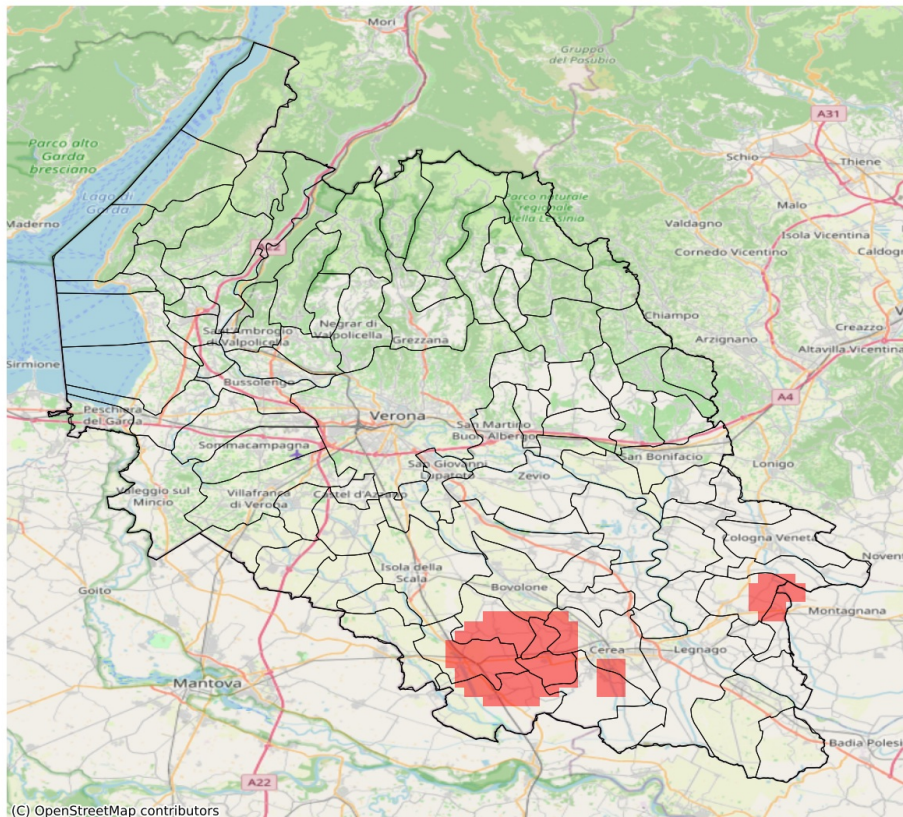 Mori
Gruppo
del Pasubio
A31
Parco alto
Garda
bresciano
Schio
Thiene
Lago di
Garda
Malo
Parco naturale
regionale
della Lessinia
Maderno
Valdagno
Isola Vicentina
A22
Cornedo Vicentino
Caldogno
Chiampo
Sant'Ambrogio
di Valpolicella
Negrar di
Valpolicella
Grezzana
Creazzo
Arzignano
Altavilla Vicentina
Sirmione
Bussolengo
A4
Peschiera
del Garda
Verona
San Martino
Buon Albergo
Sommacampagna
San Bonifacio
Lonigo
San Giovanni
Lupatoto
Zevio
Valeggio sul
Mincio
Villafranca
di Verona
Castel d'Azzano
Cologna Veneta
Noven
Isola della
Scala
Goito
Bovolone
Montagnana
Cerea
Legnago
Mantova
Badia Polesi
A22
(C) OpenStreetMap contributors